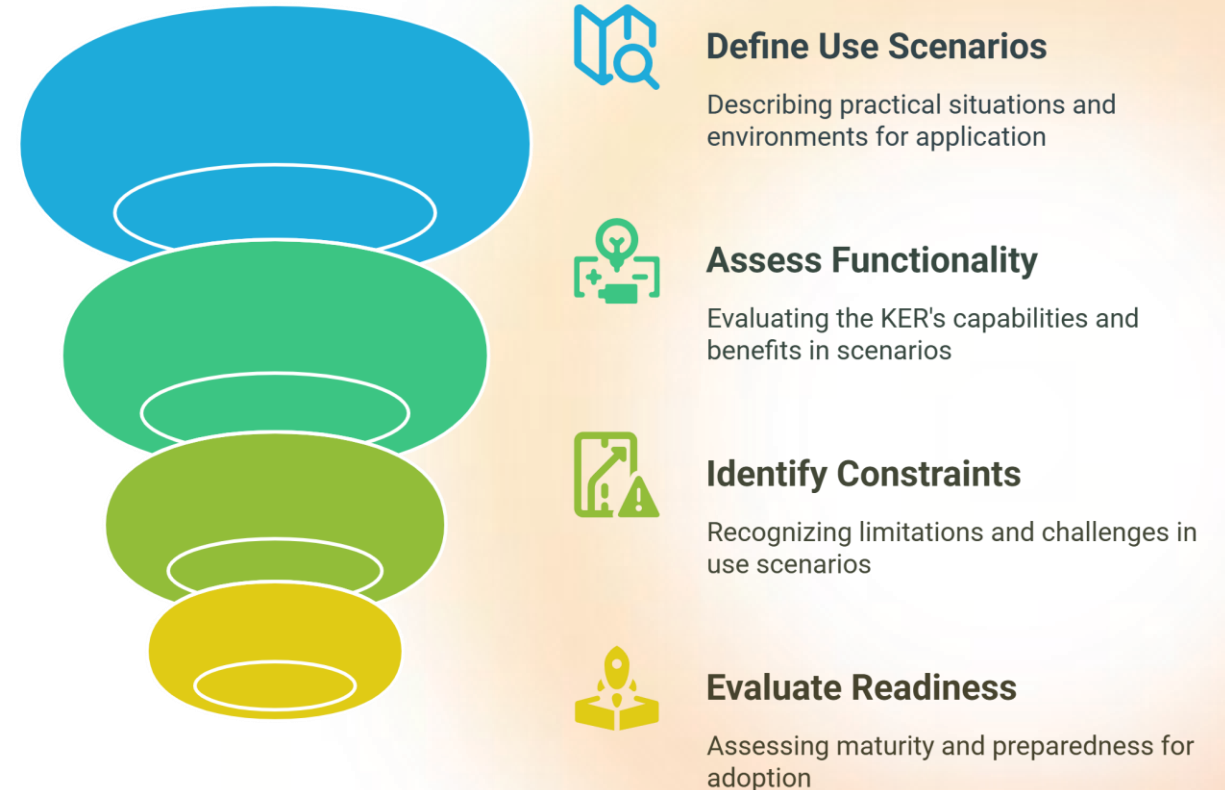 Define Use Scenarios
Describing practical situations and
environments for application
Assess Functionality
Evaluating the KER's capabilities and
benefits in scenarios
Identify Constraints
Recognizing limitations and challenges in
use scenarios
Evaluate Readiness
Assessing maturity and preparedness for
adoption